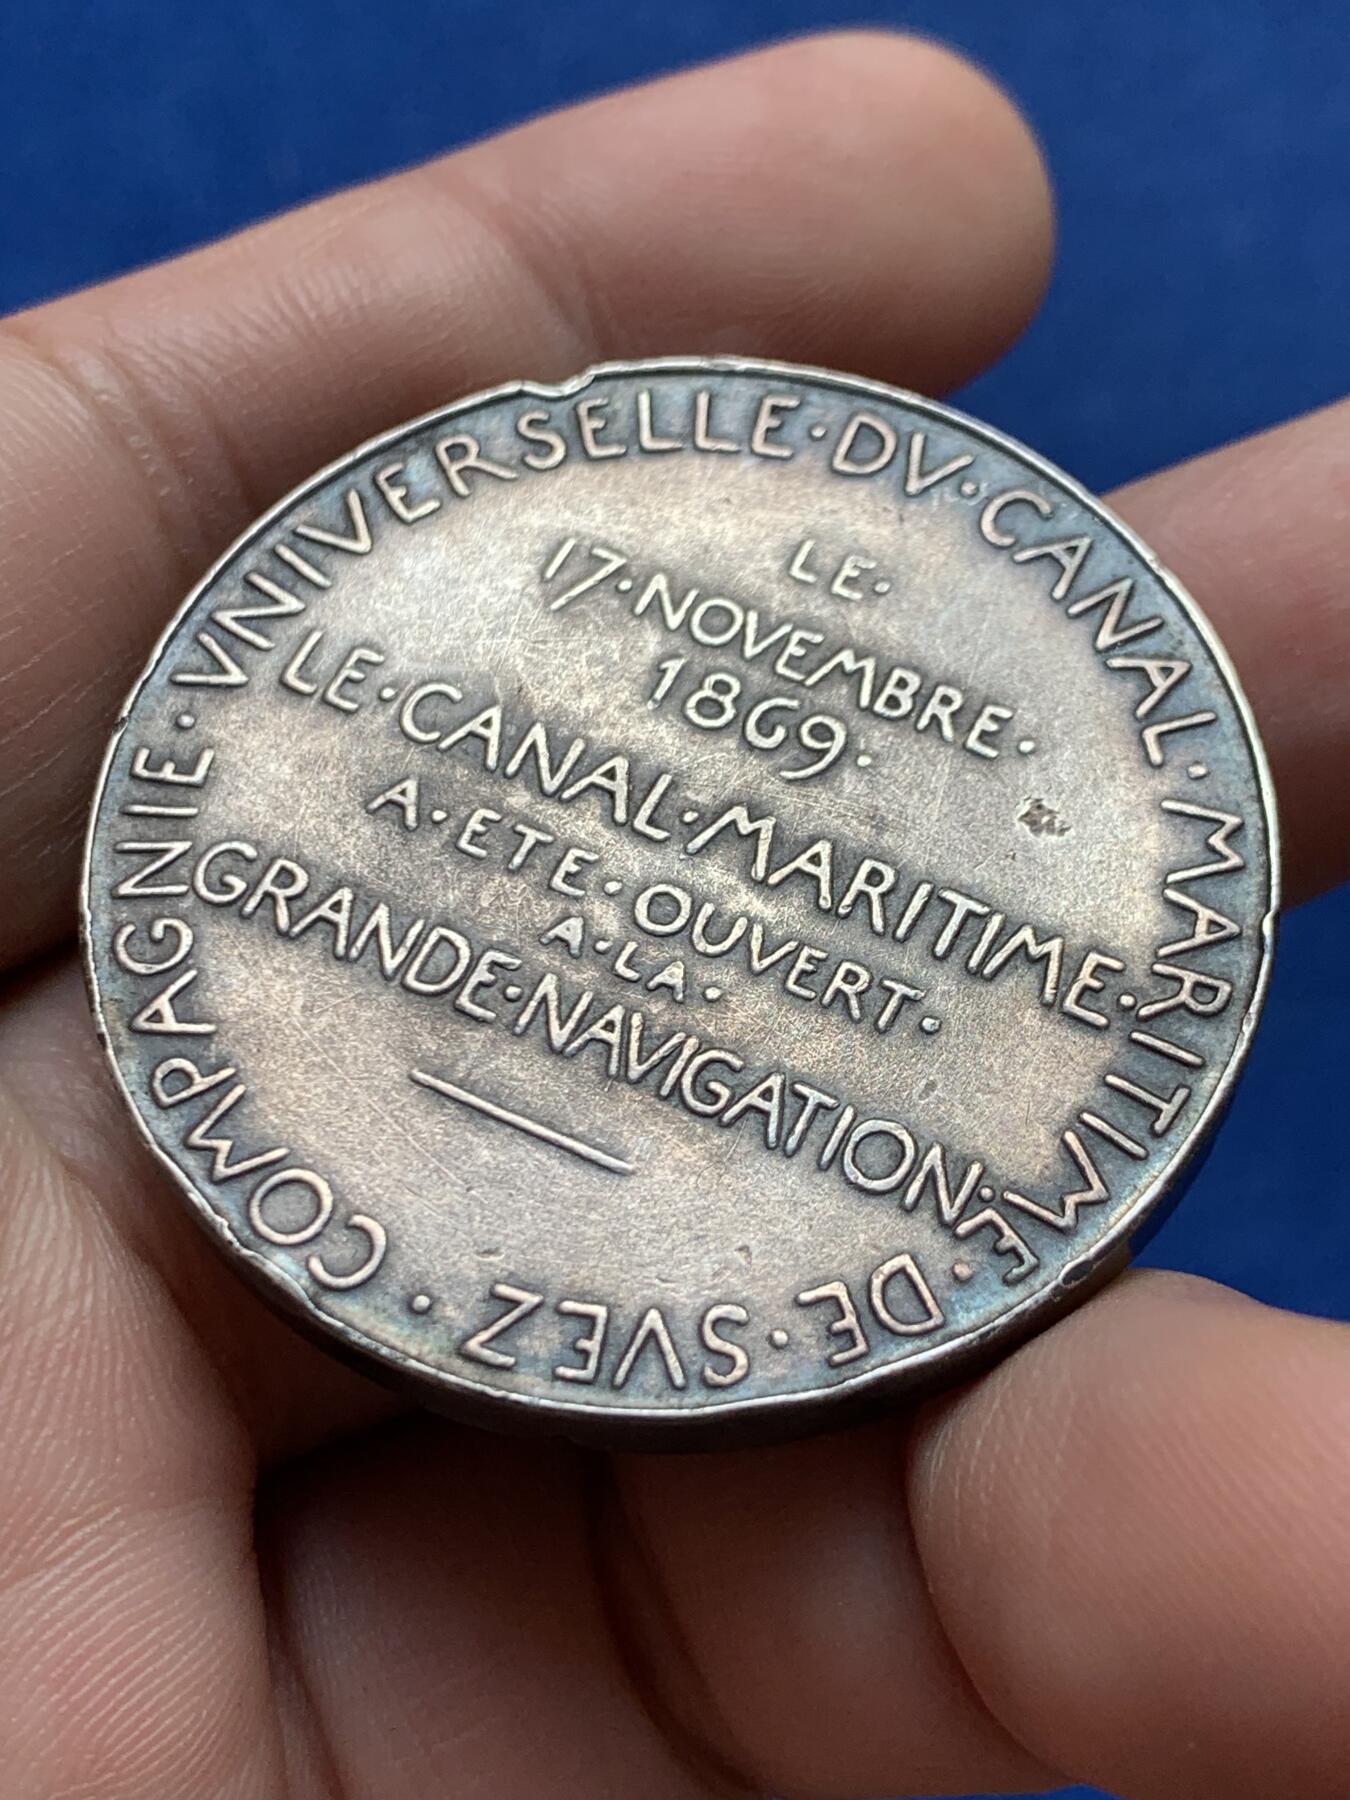 COMPAGNIE · VNIVERSELLE · DV · CANAL · MARITIME · DE · SVEZ ·
LE ·
17 · NOVEMBRE ·
1869 ·
LE · CANAL · MARITIME ·
A · ETE · OUVERT ·
A · LA ·
GRANDE · NAVIGATION ·